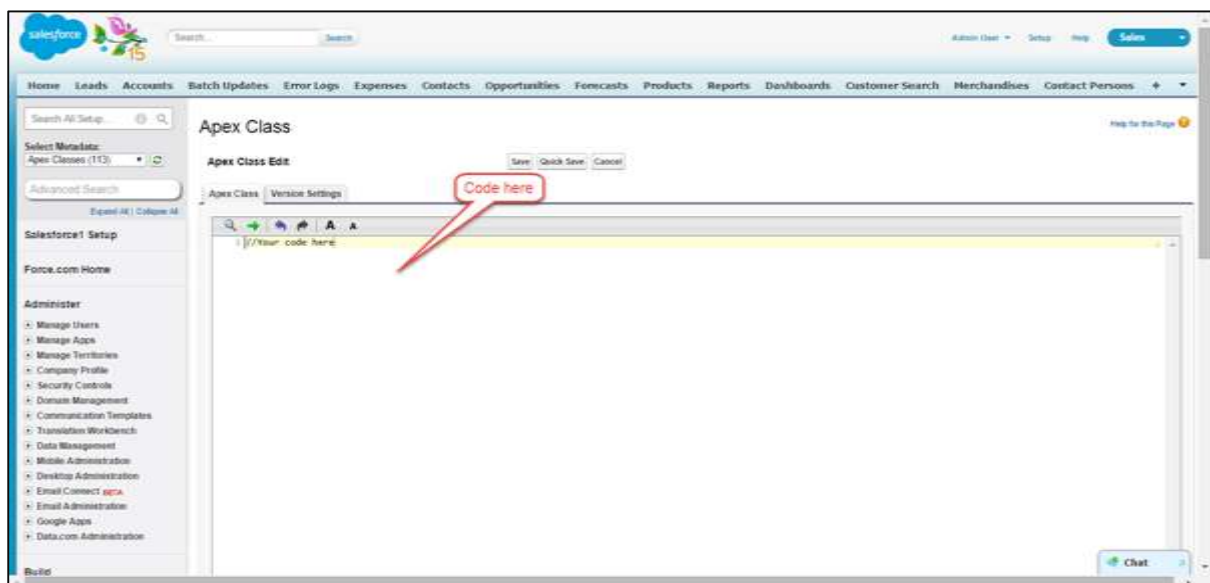 salesforce
15
Search...
Search
Admin User
Setup
Help
Sales
Home Leads Accounts Batch Updates Error Logs Expenses Contacts Opportunities Forecasts Products Reports Dashboards Customer Search Merchandises Contact Persons +
Search All Setup...
Select Metadata:
Apex Classes (113)
Advanced Search
Expand All | Collapse All
Salesforce1 Setup
Force.com Home
Administer
Manage Users
Manage Apps
Manage Territories
Company Profile
Security Controls
Domain Management
Communication Templates
Translation Workbench
Data Management
Mobile Administration
Desktop Administration
Email Connect BETA
Email Administration
Google Apps
Data.com Administration
Build
Apex Class
Help for this Page
Apex Class Edit
Save Quick Save Cancel
Apex Class Version Settings
Code here
A A
1 //Your code here
Chat